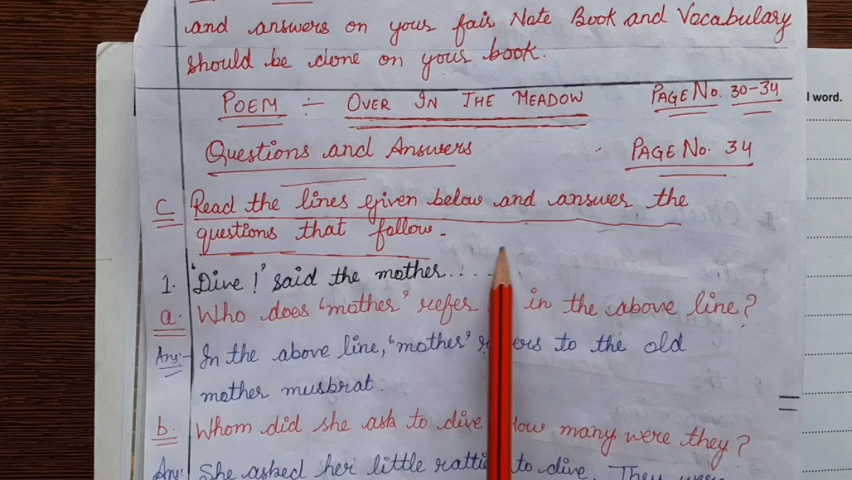 and answers on your fair Note Book and Vocabulary
should be done on your book.
POEM :- OVER IN THE MEADOW PAGE NO. 30-34
l word.
Questions and Answers PAGE NO. 34
C Read the lines given below and answer the
questions that follow.
1. 'Dive!' said the mother....
a. Who does 'mother' refer in the above line?
Ans:- In the above line, 'mother' to the old
mother musbrat.
b. Whom did she ask to dive How many were they?
Ans: She asked her little to dive. They were